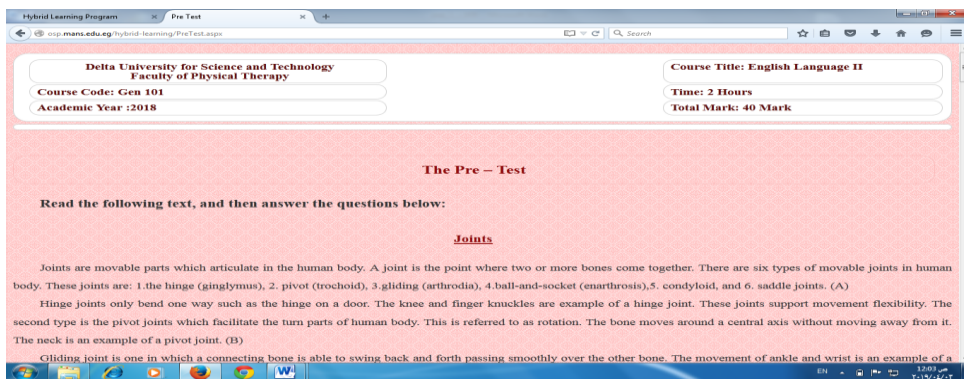 Hybrid Learning Program
Pre Test
osp.mans.edu.eg/hybrid-learning/PreTest.aspx
Search
Delta University for Science and Technology
Faculty of Physical Therapy
Course Title: English Language II
Course Code: Gen 101
Time: 2 Hours
Academic Year :2018
Total Mark: 40 Mark
The Pre – Test
Read the following text, and then answer the questions below:
Joints
Joints are movable parts which articulate in the human body. A joint is the point where two or more bones come together. There are six types of movable joints in human
body. These joints are: 1.the hinge (ginglymus), 2. pivot (trochoid), 3.gliding (arthrodia), 4.ball-and-socket (enarthrosis),5. condyloid, and 6. saddle joints. (A)
Hinge joints only bend one way such as the hinge on a door. The knee and finger knuckles are example of a hinge joint. These joints support movement flexibility. The
second type is the pivot joints which facilitate the turn parts of human body. This is referred to as rotation. The bone moves around a central axis without moving away from it.
The neck is an example of a pivot joint. (B)
Gliding joint is one in which a connecting bone is able to swing back and forth passing smoothly over the other bone. The movement of ankle and wrist is an example of a
EN
12:03 ص
٢٠١٩/٠٤/٠٢